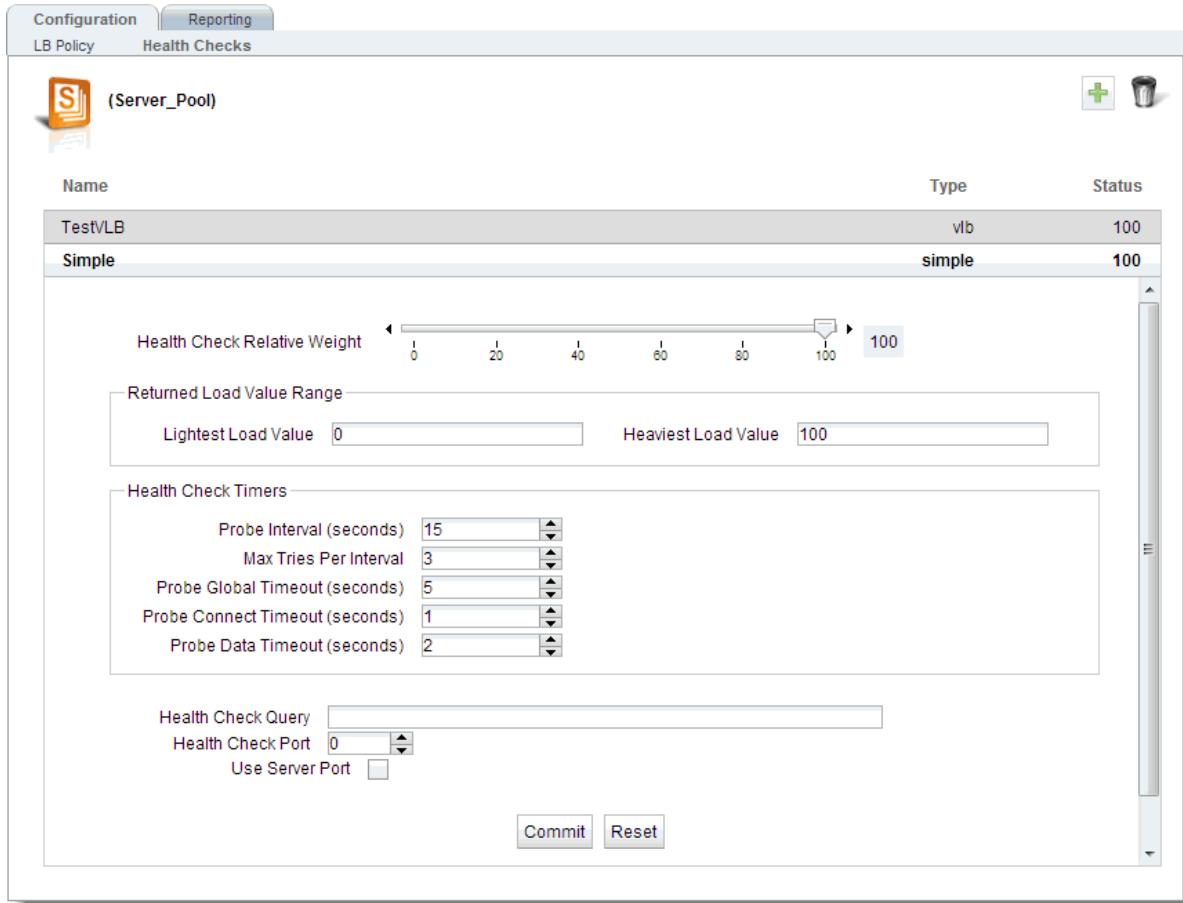 Configuration Reporting
LB Policy Health Checks
S
(Server_Pool)
Name Type Status
TestVLB vlb 100
Simple simple 100
Health Check Relative Weight 100
0 20 40 60 80 100
Returned Load Value Range
Lightest Load Value 0 Heaviest Load Value 100
Health Check Timers
Probe Interval (seconds) 15
Max Tries Per Interval 3
Probe Global Timeout (seconds) 5
Probe Connect Timeout (seconds) 1
Probe Data Timeout (seconds) 2
Health Check Query
Health Check Port 0
Use Server Port
Commit Reset